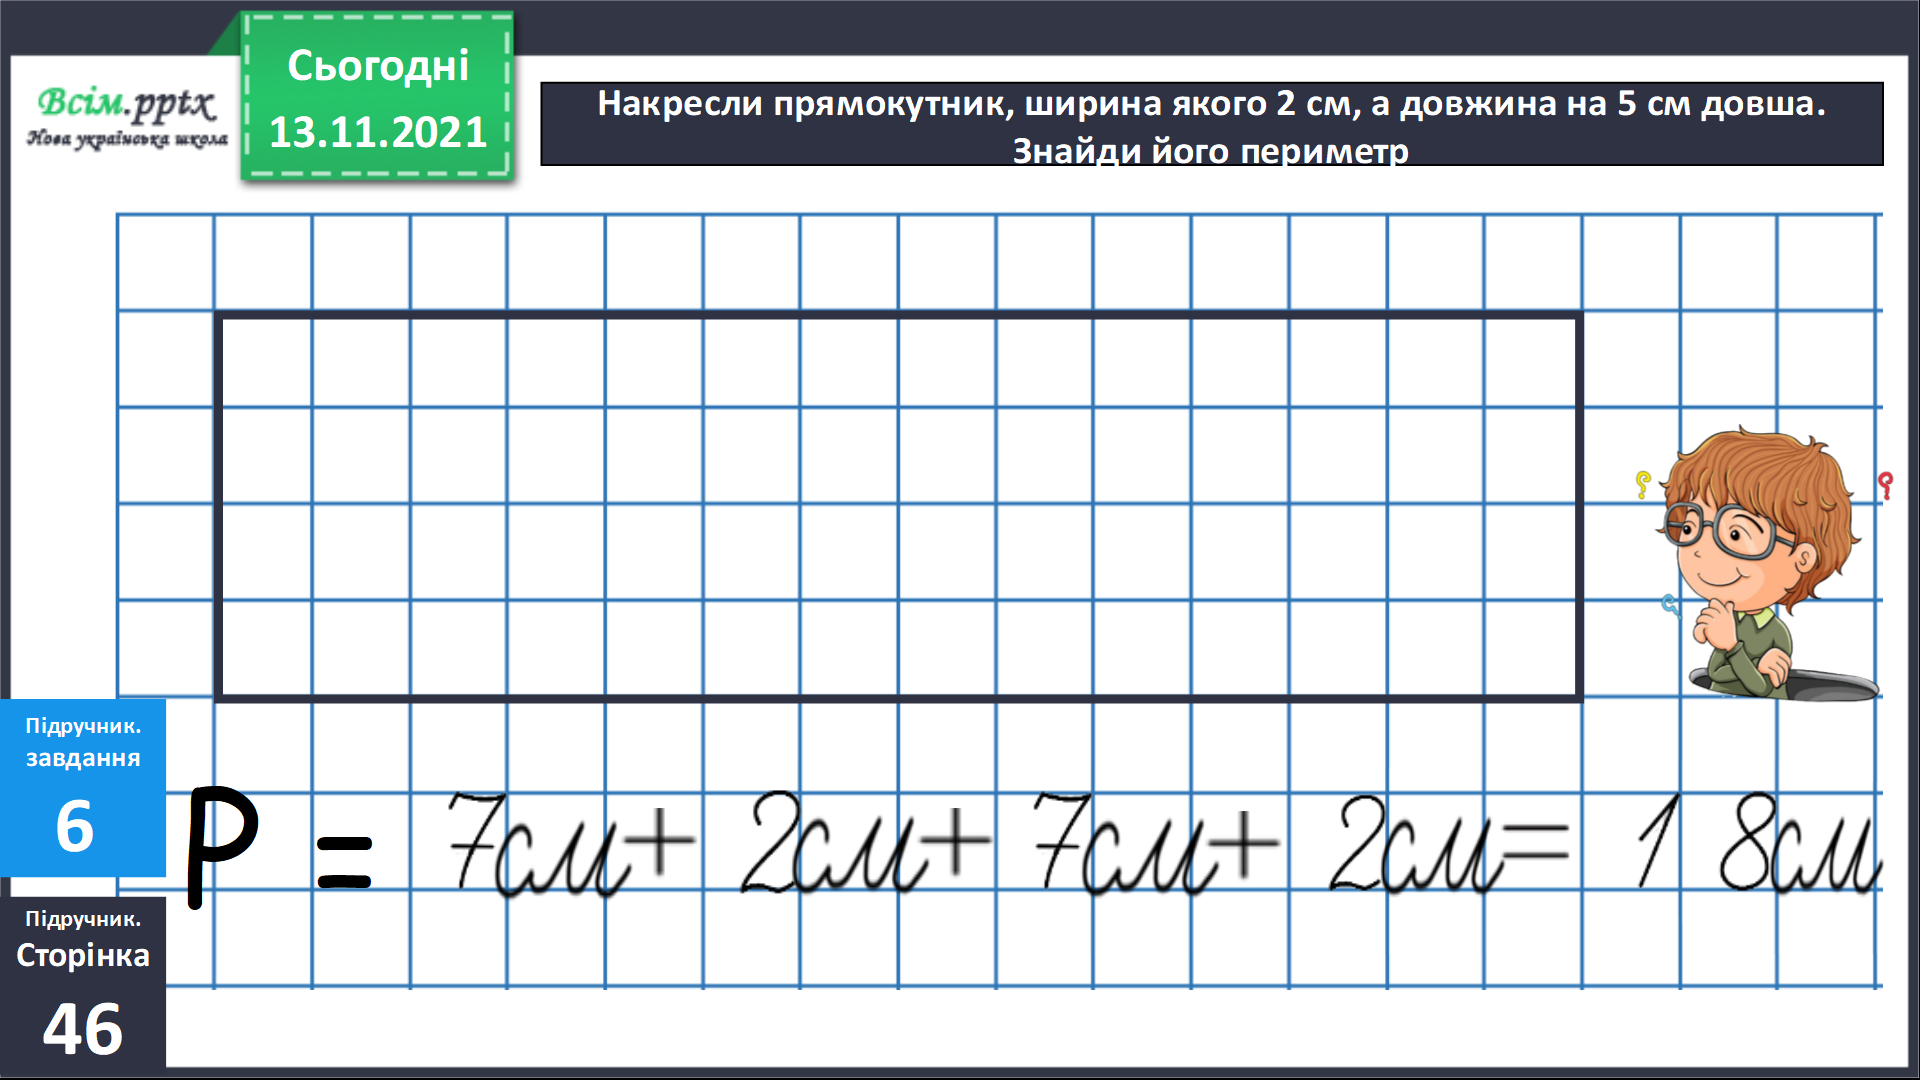 Сьогодні
13.11.2021
Всім.pptx
Нова українська школа
Накресли прямокутник, ширина якого 2 см, а довжина на 5 см довша.
Знайди його периметр
Підручник.
завдання
6
P = 7см+ 2см+ 7см+ 2см= 18см
Підручник.
Сторінка
46